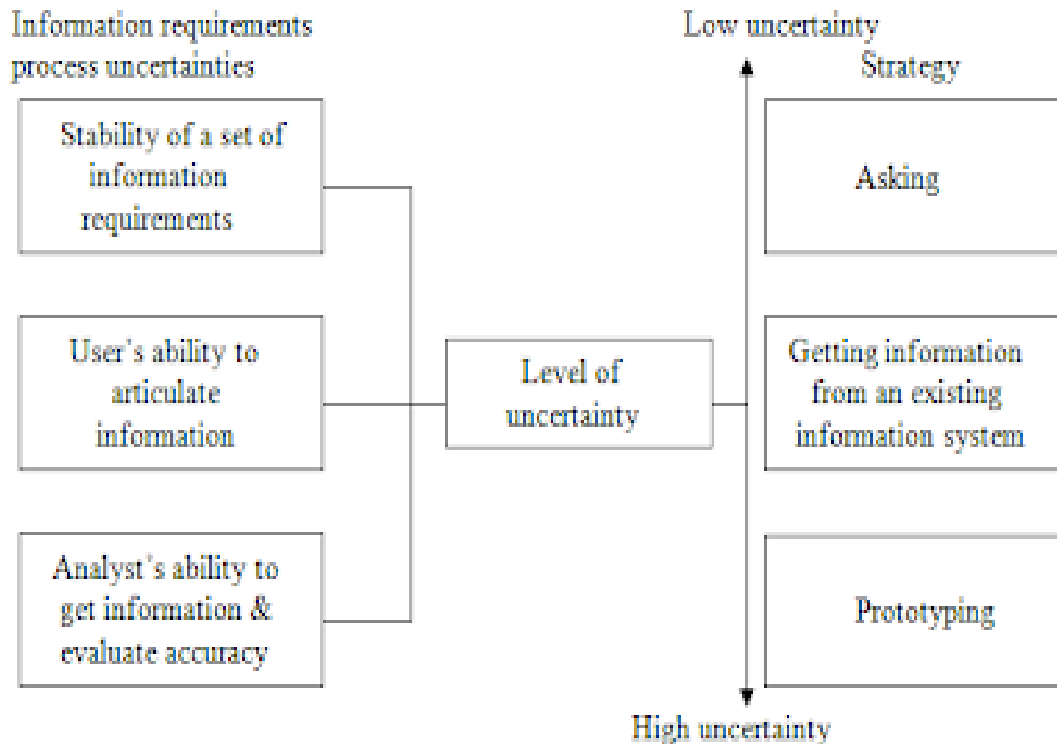 Information requirements
process uncertainties
Low uncertainty
Strategy
Stability of a set of
information
requirements
Asking
User's ability to
articulate
information
Level of
uncertainty
Getting information
from an existing
information system
Analyst's ability to
get information &
evaluate accuracy
Prototyping
High uncertainty